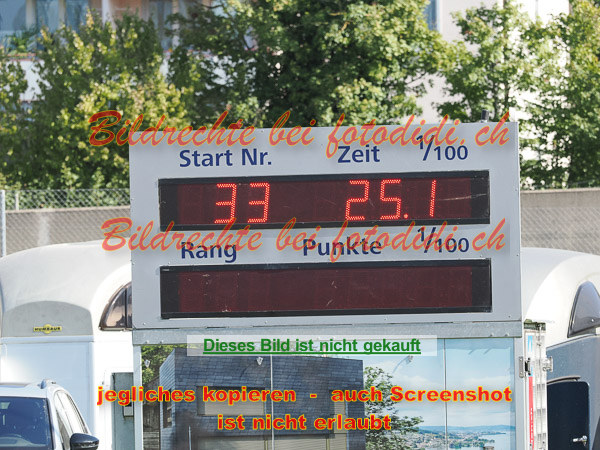 Bildrechte bei fotodidi.ch
Start Nr. Zeit 1/100
33 25.1
Bildrechte bei fotodidi.ch
Rang Punkte 1/100
Dieses Bild ist nicht gekauft
jegliches kopieren - auch Screenshot
ist nicht erlaubt